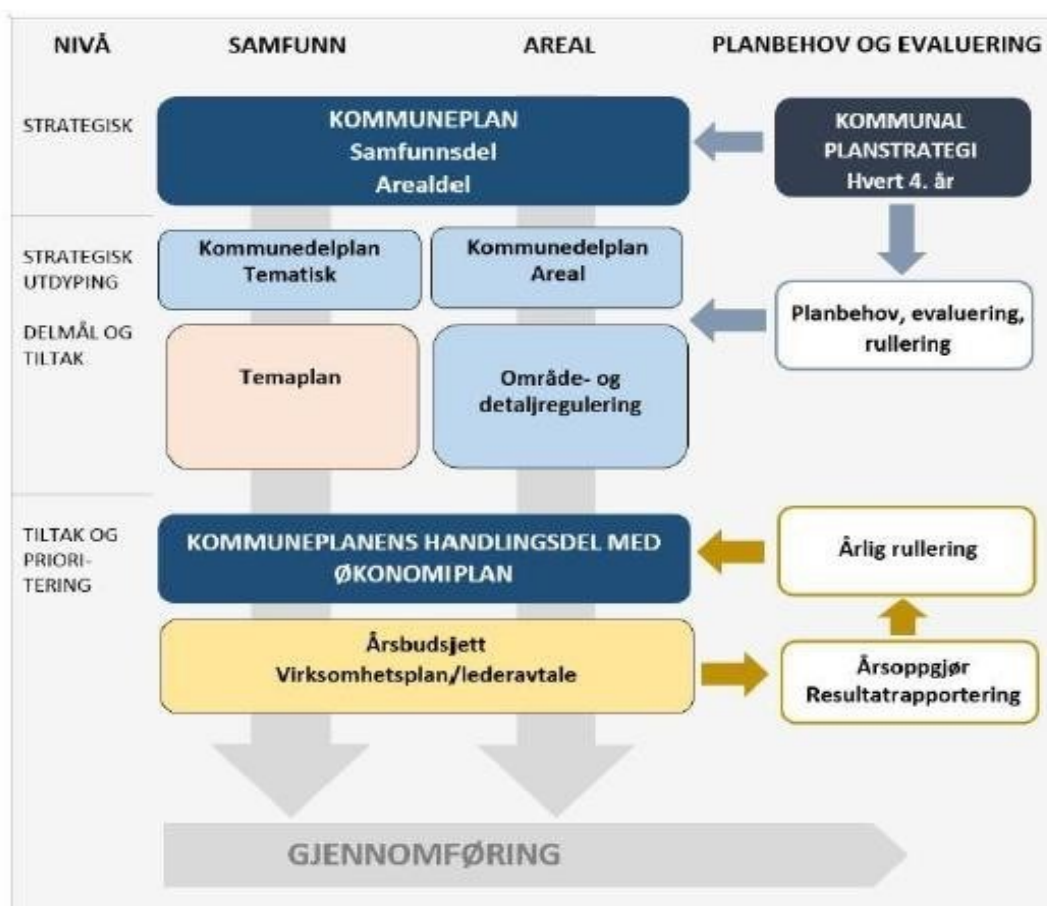 NIVÅ
SAMFUNN
AREAL
PLANBEHOV OG EVALUERING
STRATEGISK
KOMMUNEPLAN
Samfunnsdel
Arealdel
KOMMUNAL
PLANSTRATEGI
Hvert 4. år
STRATEGISK
UTDYPING
Kommunedelplan
Tematisk
Kommunedelplan
Areal
Planbehov, evaluering,
rullering
DELMÅL OG
TILTAK
Temaplan
Område- og
detaljregulering
TILTAK OG
PRIORI-
TERING
KOMMUNEPLANENS HANDLINGSDEL MED
ØKONOMIPLAN
Årlig rullering
Årsbudsjett
Virksomhetsplan/lederavtale
Årsoppgjør
Resultatrapportering
GJENNOMFØRING